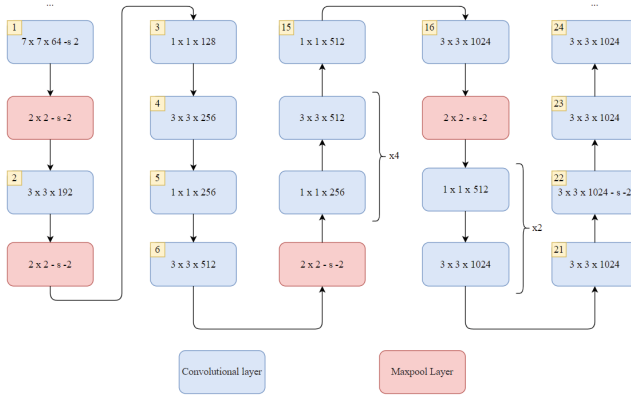 ...
1
7 x 7 x 64 -s 2
2 x 2 - s -2
2
3 x 3 x 192
2 x 2 - s -2
3
1 x 1 x 128
4
3 x 3 x 256
5
1 x 1 x 256
6
3 x 3 x 512
15
1 x 1 x 512
3 x 3 x 512
1 x 1 x 256
x4
2 x 2 - s -2
16
3 x 3 x 1024
2 x 2 - s -2
1 x 1 x 512
3 x 3 x 1024
x2
...
24
3 x 3 x 1024
23
3 x 3 x 1024
22
3 x 3 x 1024 - s -2
21
3 x 3 x 1024
Convolutional layer
Maxpool Layer